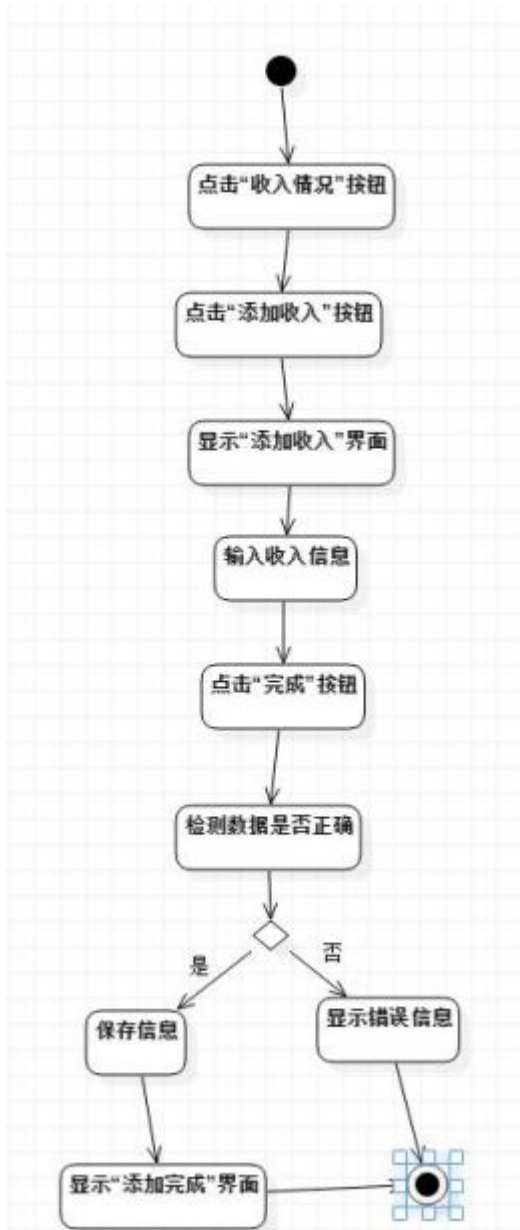 点击“收入情况”按钮
点击“添加收入”按钮
显示“添加收入”界面
输入收入信息
点击“完成”按钮
检测数据是否正确
是
否
保存信息
显示错误信息
显示“添加完成”界面